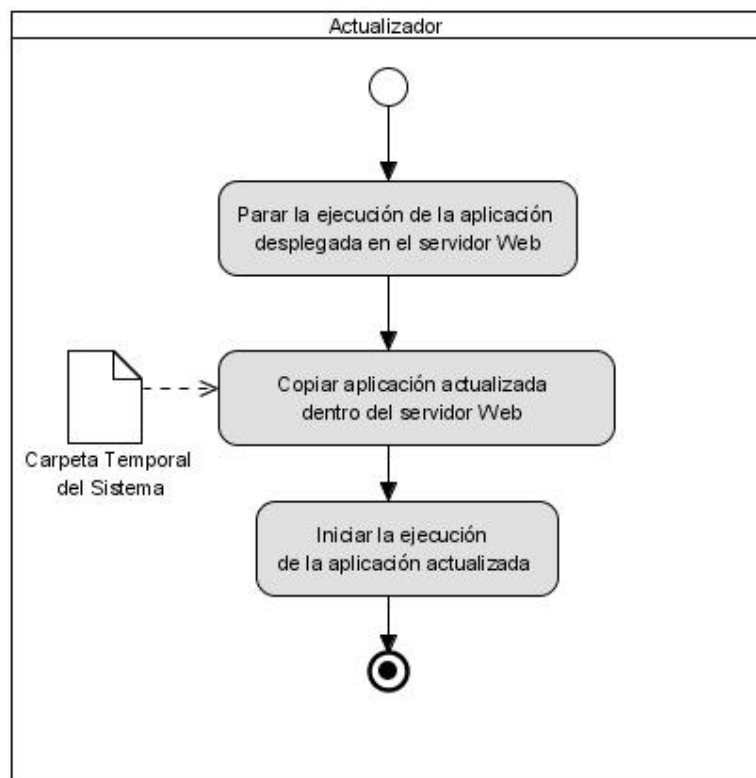 Actualizador
Parar la ejecución de la aplicación
desplegada en el servidor Web
Copiar aplicación actualizada
dentro del servidor Web
Carpeta Temporal
del Sistema
Iniciar la ejecución
de la aplicación actualizada